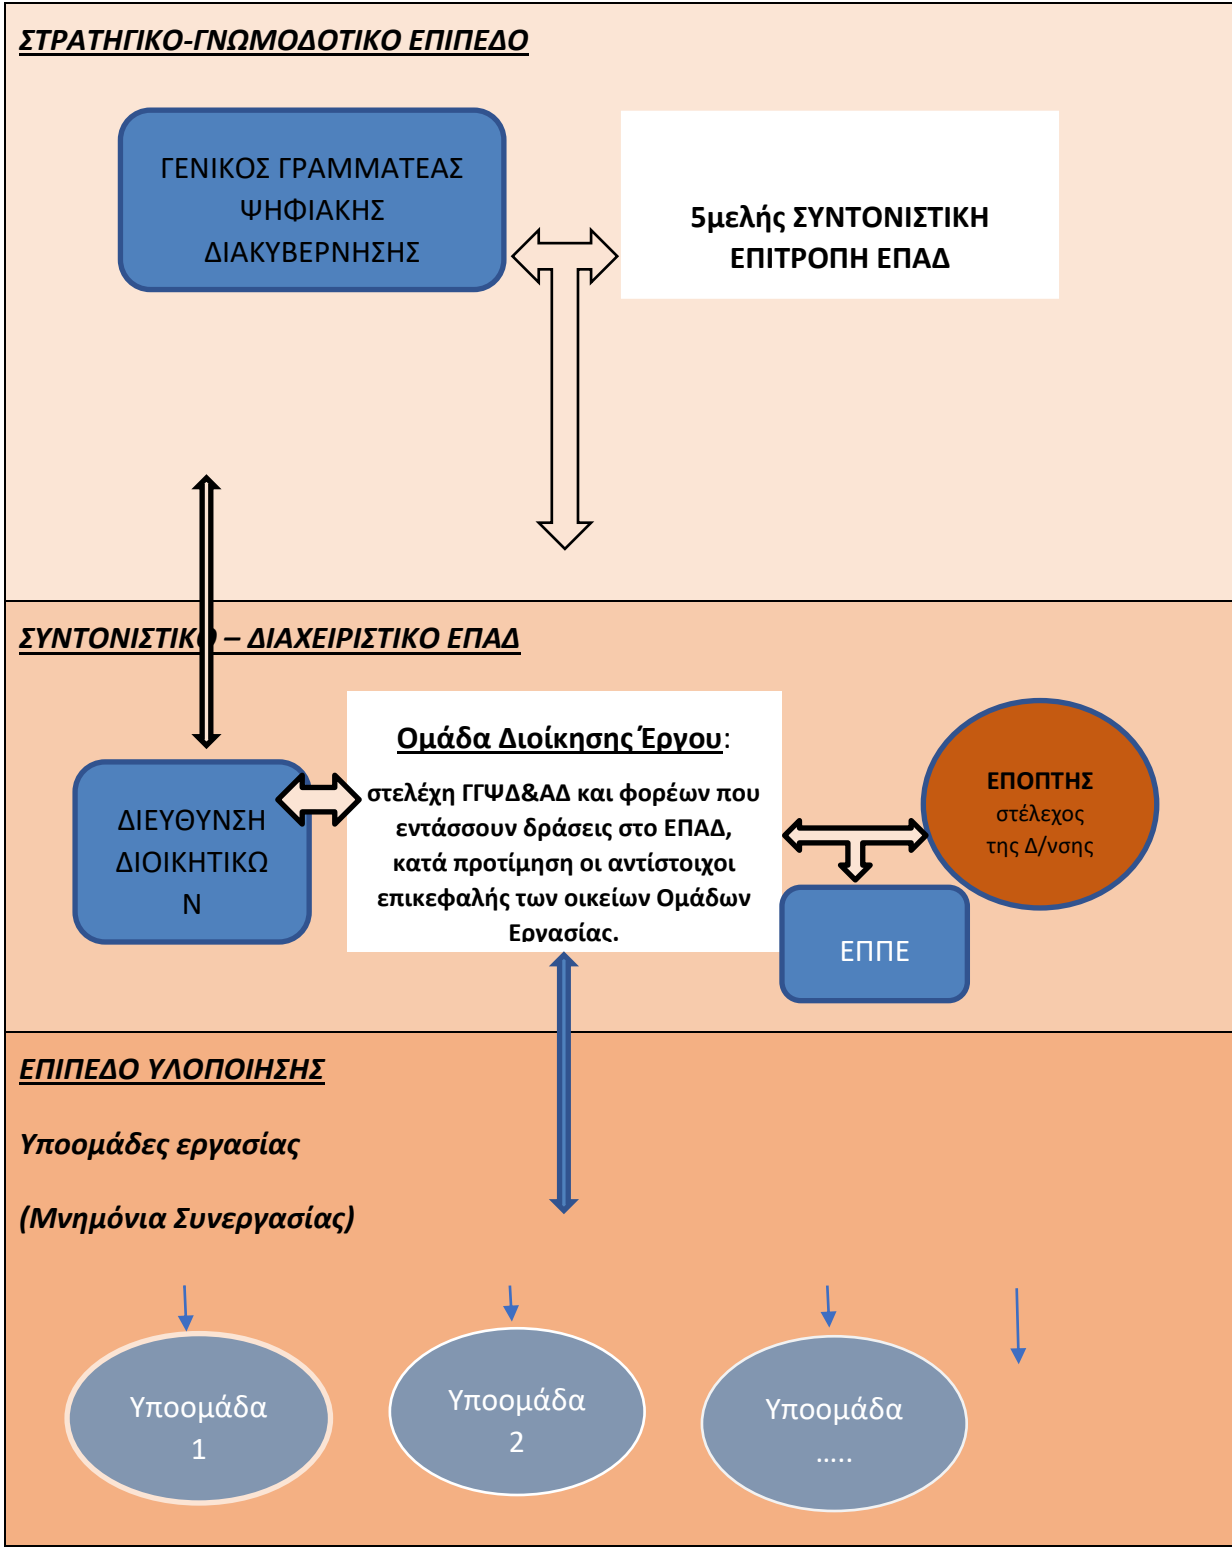 ΣΤΡΑΤΗΓΙΚΟ-ΓΝΩΜΟΔΟΤΙΚΟ ΕΠΙΠΕΔΟ
ΓΕΝΙΚΟΣ ΓΡΑΜΜΑΤΕΑΣ
ΨΗΦΙΑΚΗΣ
ΔΙΑΚΥΒΕΡΝΗΣΗΣ
5μελής ΣΥΝΤΟΝΙΣΤΙΚΗ
ΕΠΙΤΡΟΠΗ ΕΠΑΔ
ΣΥΝΤΟΝΙΣΤΙΚΟ – ΔΙΑΧΕΙΡΙΣΤΙΚΟ ΕΠΑΔ
ΔΙΕΥΘΥΝΣΗ
ΔΙΟΙΚΗΤΙΚΩ
Ν
Ομάδα Διοίκησης Έργου:
στελέχη ΓΓΨΔ&ΑΔ και φορέων που
εντάσσουν δράσεις στο ΕΠΑΔ,
κατά προτίμηση οι αντίστοιχοι
επικεφαλής των οικείων Ομάδων
Εργασίας.
ΕΠΟΠΤΗΣ
στέλεχος
της Δ/νσης
ΕΠΠΕ
ΕΠΙΠΕΔΟ ΥΛΟΠΟΙΗΣΗΣ
Υποομάδες εργασίας
(Μνημόνια Συνεργασίας)
Υποομάδα
1
Υποομάδα
2
Υποομάδα
.....